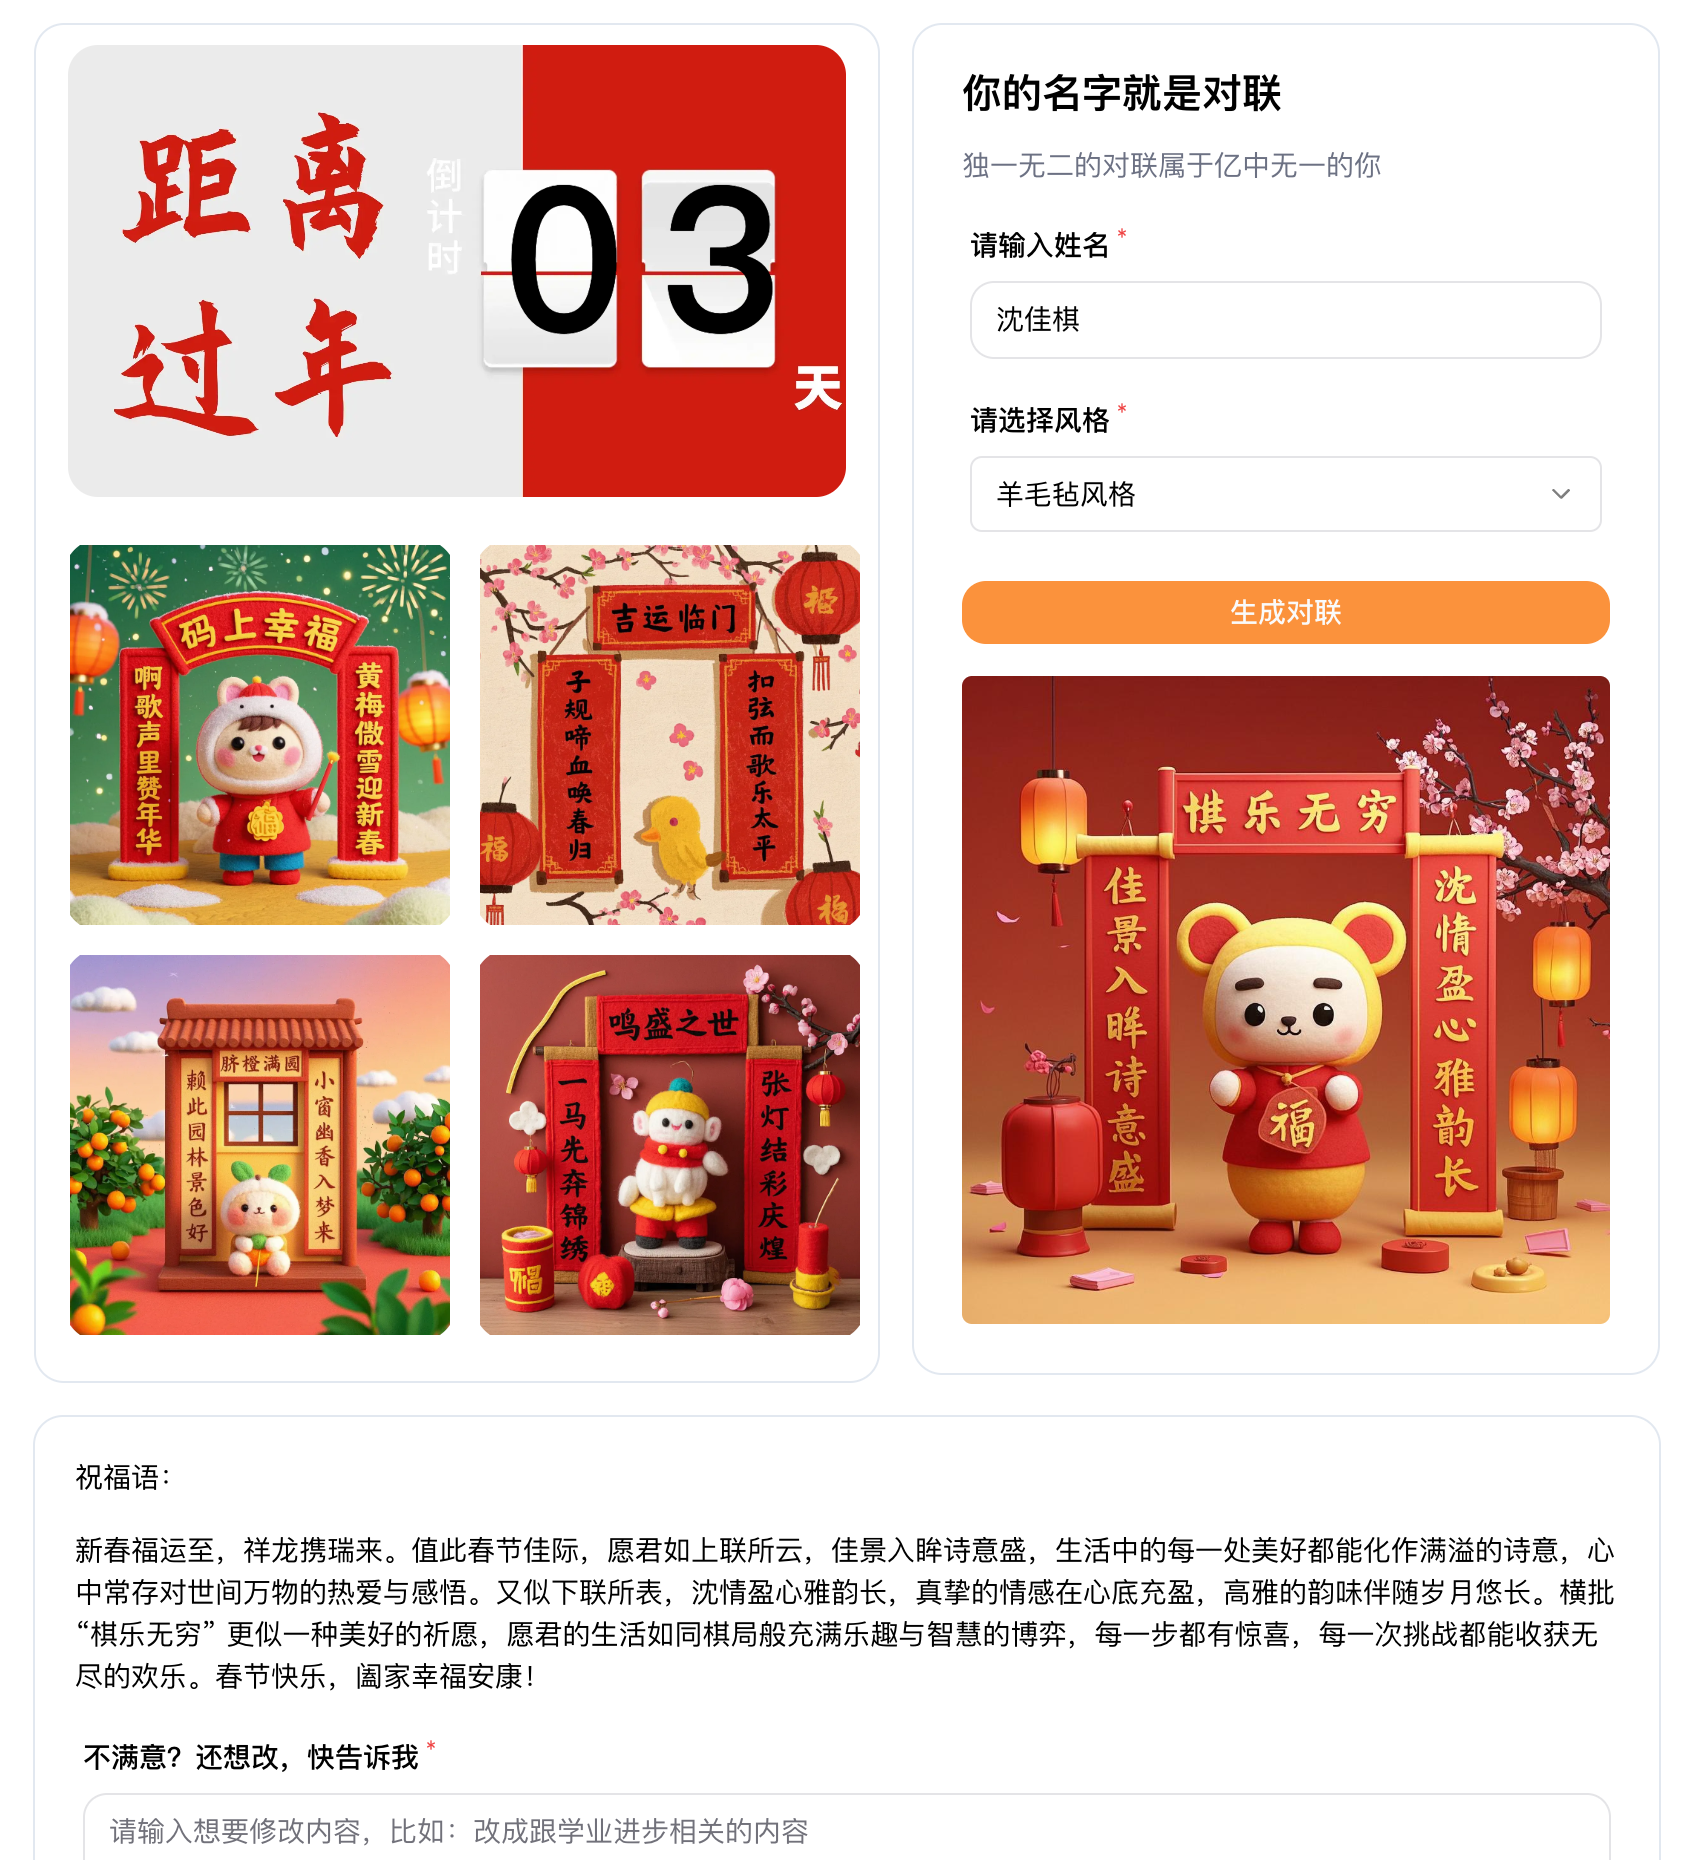 距离
过年
倒计时
03
天
码上幸福
啊歌声里赞年华
黄梅傲雪迎新春
吉运临门
子规啼血唤春归
扣弦而歌乐太平
福
福
福
脐橙满园
赖此园林景色好
小窗幽香入梦来
鸣盛之世
一马先奔锦绣
张灯结彩庆煌
福
福
你的名字就是对联
独一无二的对联属于亿中无一的你
请输入姓名 *
沈佳棋
请选择风格 *
羊毛毡风格
生成对联
棋乐无穷
佳景入眸诗意盛
沈情盈心雅韵长
福
祝福语：
新春福运至，祥龙携瑞来。值此春节佳际，愿君如上联所云，佳景入眸诗意盛，生活中的每一处美好都能化作满溢的诗意，心
中常存对世间万物的热爱与感悟。又似下联所表，沈情盈心雅韵长，真挚的情感在心底充盈，高雅的韵味伴随岁月悠长。横批
“棋乐无穷” 更似一种美好的祈愿，愿君的生活如同棋局般充满乐趣与智慧的博弈，每一步都有惊喜，每一次挑战都能收获无
尽的欢乐。春节快乐，阖家幸福安康！
不满意？还想改，快告诉我 *
请输入想要修改内容，比如：改成跟学业进步相关的内容